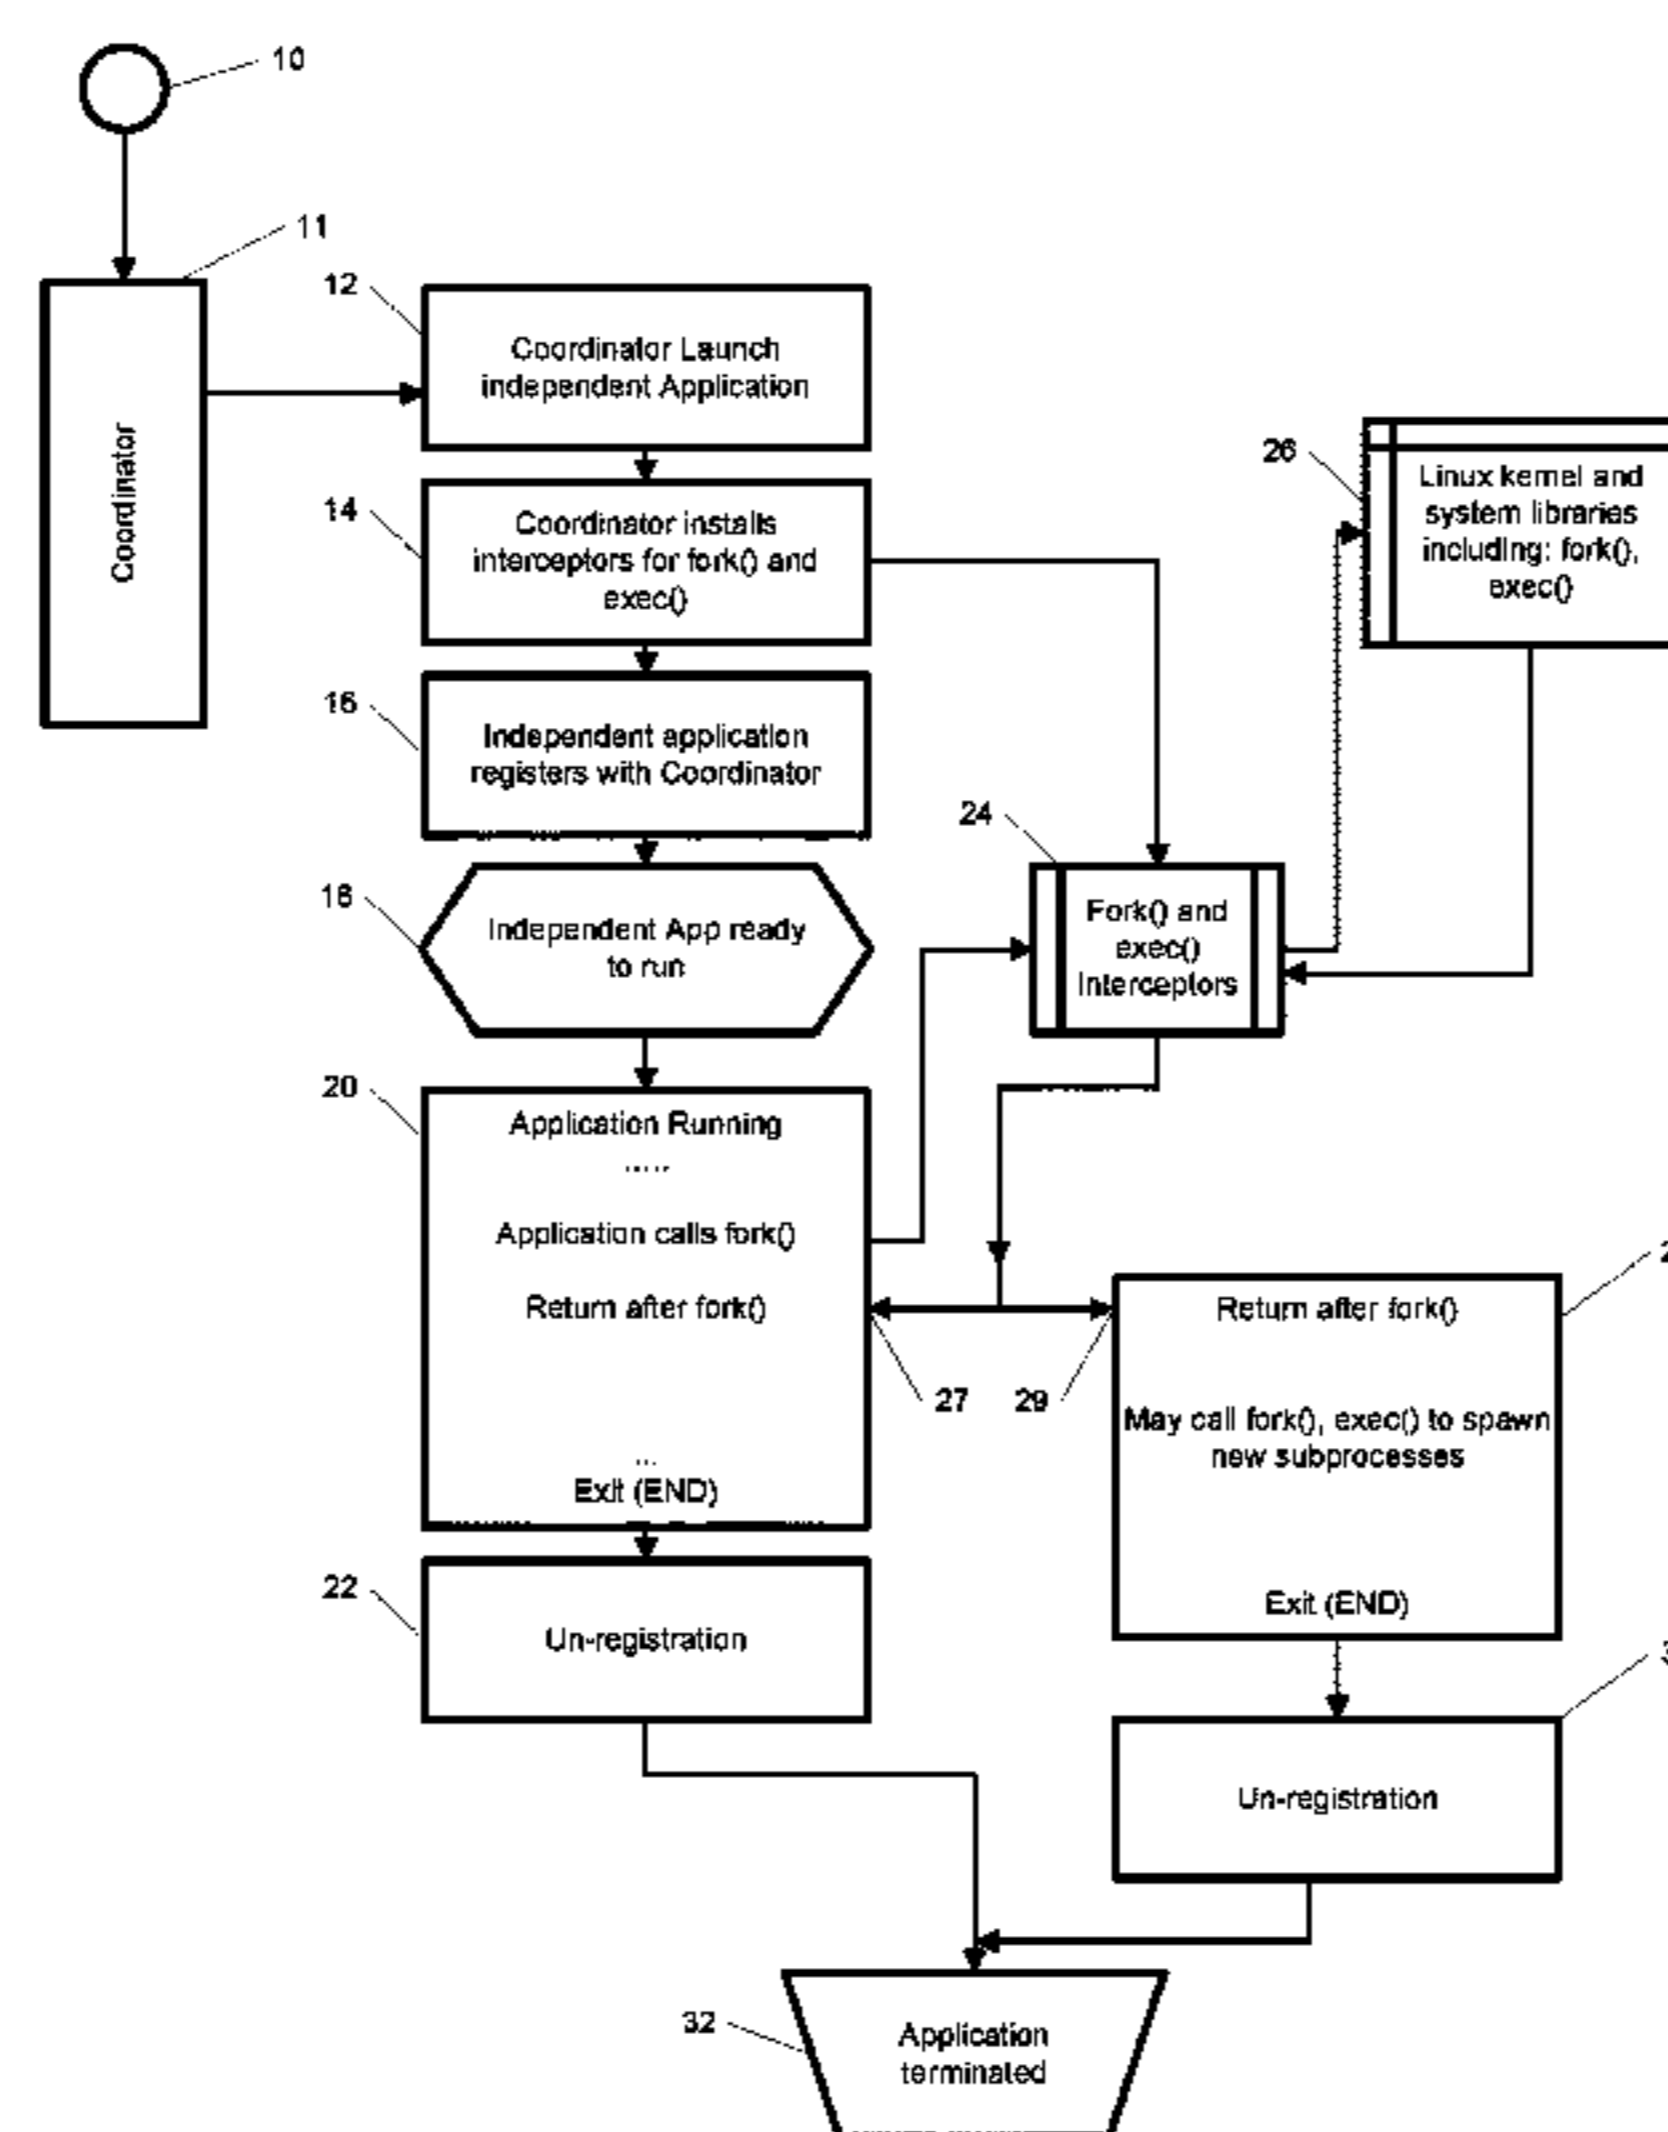 10
11
Coordinator
12
Coordinator Launch
independent Application
14
Coordinator installs
interceptors for fork() and
exec()
16
Independent application
registers with Coordinator
18
Independent App ready
to run
20
Application Running
.....
Application calls fork()
Return after fork()
...
Exit (END)
22
Un-registration
24
Fork() and
exec()
Interceptors
26
Linux kernel and
system libraries
including: fork(),
exec()
27
29
Return after fork()
May call fork(), exec() to spawn
new subprocesses
Exit (END)
Un-registration
32
Application
terminated